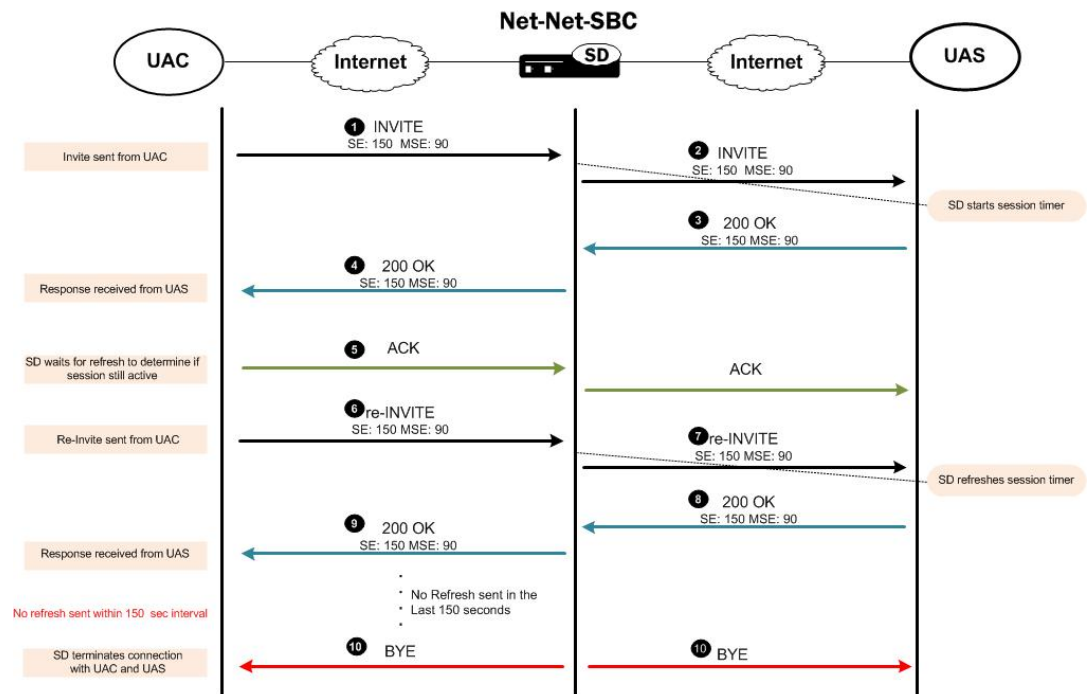 Net-Net-SBC
UAC
Internet
SD
Internet
UAS
1 INVITE
SE: 150 MSE: 90
Invite sent from UAC
2 INVITE
SE: 150 MSE: 90
SD starts session timer
3 200 OK
SE: 150 MSE: 90
4 200 OK
SE: 150 MSE: 90
Response received from UAS
5 ACK
SD waits for refresh to determine if
session still active
ACK
6 re-INVITE
SE: 150 MSE: 90
Re-Invite sent from UAC
7 re-INVITE
SE: 150 MSE: 90
SD refreshes session timer
8 200 OK
SE: 150 MSE: 90
9 200 OK
SE: 150 MSE: 90
Response received from UAS
No Refresh sent in the
Last 150 seconds
No refresh sent within 150 sec interval
10 BYE
10 BYE
SD terminates connection
with UAC and UAS